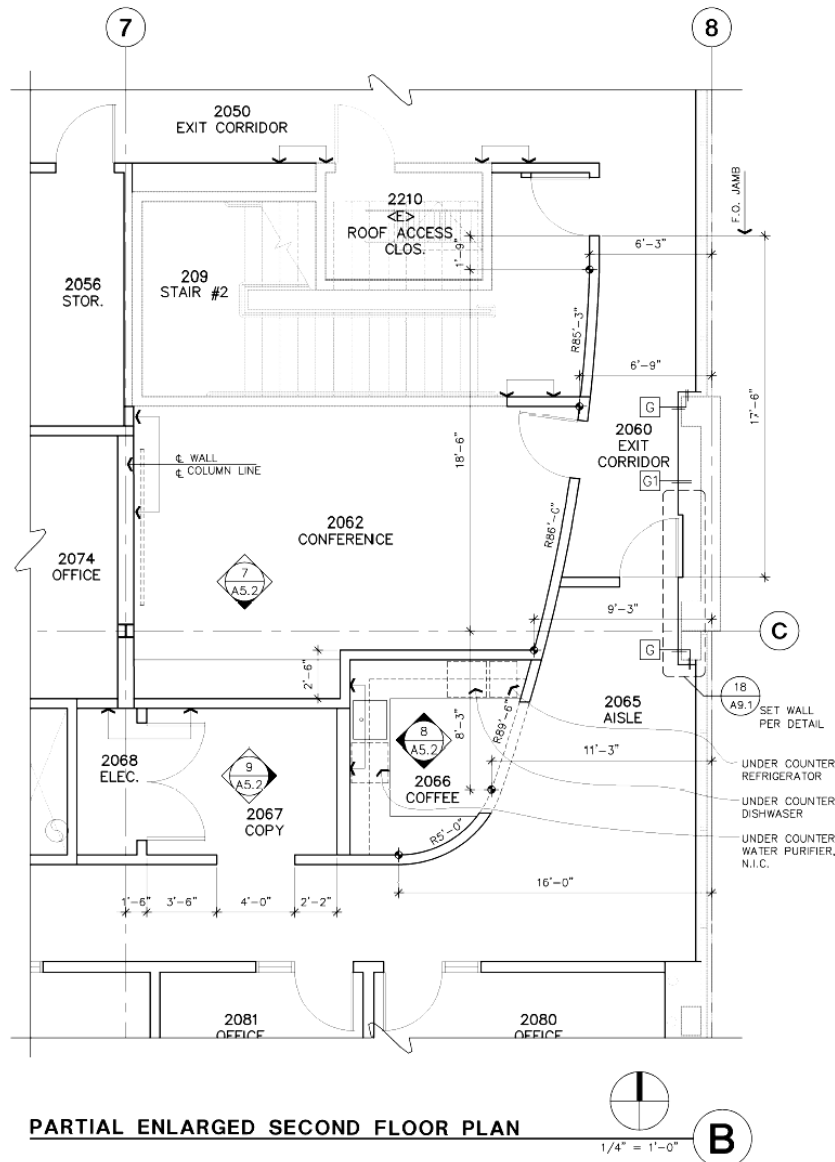 7
8
2050
EXIT CORRIDOR
2210
<E>
ROOF ACCESS
CLOS.
F.O. JAMB
6'-3"
1'-9"
209
STAIR #2
2056
STOR.
R85'-3"
6'-9"
17'-6"
G
2060
EXIT
CORRIDOR
℄ WALL
℄ COLUMN LINE
18'-6"
G1
2062
CONFERENCE
R86'-0"
2074
OFFICE
7
A5.2
9'-3"
C
2'-6"
G
18
A9.1
SET WALL
PER DETAIL
2065
AISLE
8'-3"
R89'-6"
8
A5.2
11'-3"
2068
ELEC.
9
A5.2
2066
COFFEE
2067
COPY
UNDER COUNTER
REFRIGERATOR
UNDER COUNTER
DISHWASER
UNDER COUNTER
WATER PURIFIER,
N.I.C.
R5'-0"
16'-0"
1'-6"
3'-6"
4'-0"
2'-2"
2081
OFFICE
2080
OFFICE
PARTIAL ENLARGED SECOND FLOOR PLAN
1/4" = 1'-0"
B